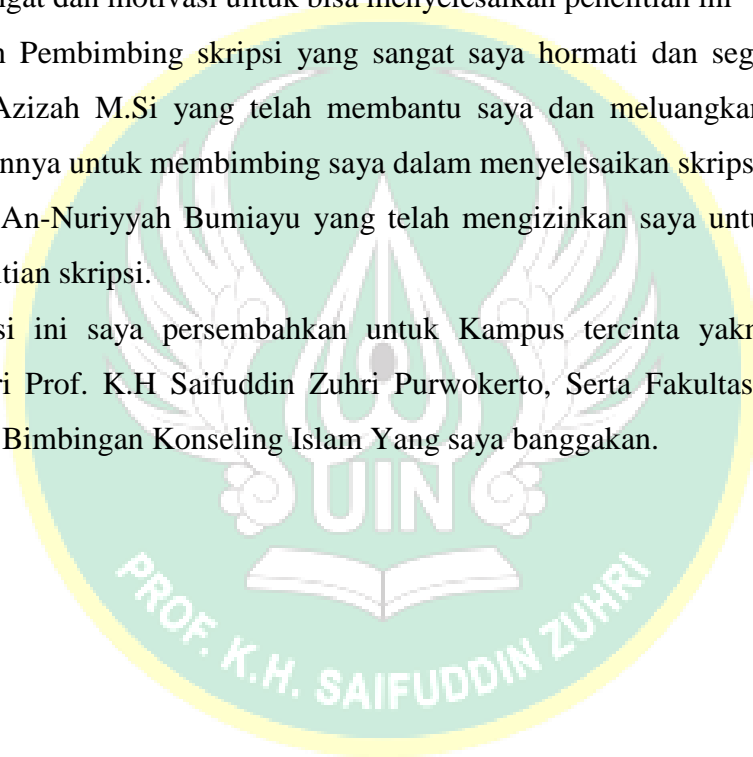 gat dan motivasi untuk bisa menyelesaikan penelitian ini
Pembimbing skripsi yang sangat saya hormati dan seg
Azizah M.Si yang telah membantu saya dan meluangkan
nnya untuk membimbing saya dalam menyelesaikan skrips
An-Nuriyyah Bumiayu yang telah mengizinkan saya untu
tian skripsi.
si ini saya persembahkan untuk Kampus tercinta yakn
ri Prof. K.H Saifuddin Zuhri Purwokerto, Serta Fakultas
Bimbingan Konseling Islam Yang saya banggakan.
UIN
PROF. K.H. SAIFUDDIN ZUHRI